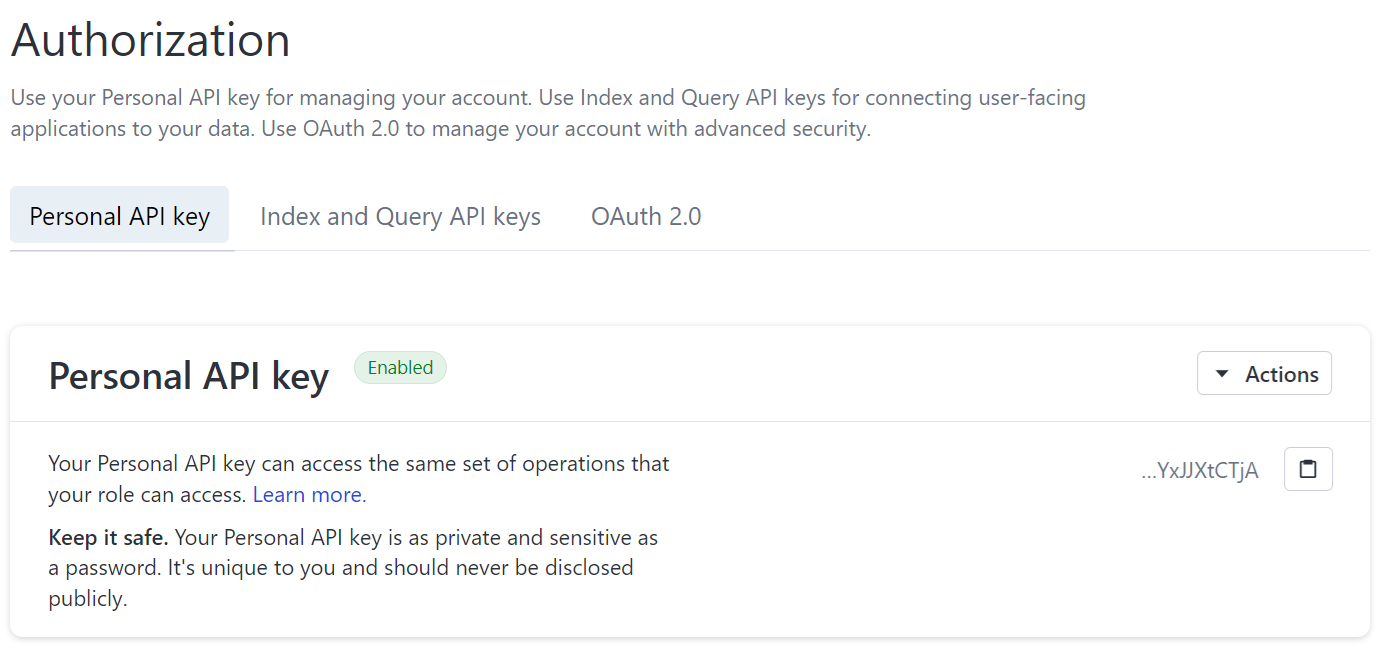 Authorization
Use your Personal API key for managing your account. Use Index and Query API keys for connecting user-facing
applications to your data. Use OAuth 2.0 to manage your account with advanced security.
Personal API key
Index and Query API keys
OAuth 2.0
Personal API key
Enabled
Actions
Your Personal API key can access the same set of operations that
your role can access. Learn more.
...YxJJXtCTjA
Keep it safe. Your Personal API key is as private and sensitive as
a password. It's unique to you and should never be disclosed
publicly.